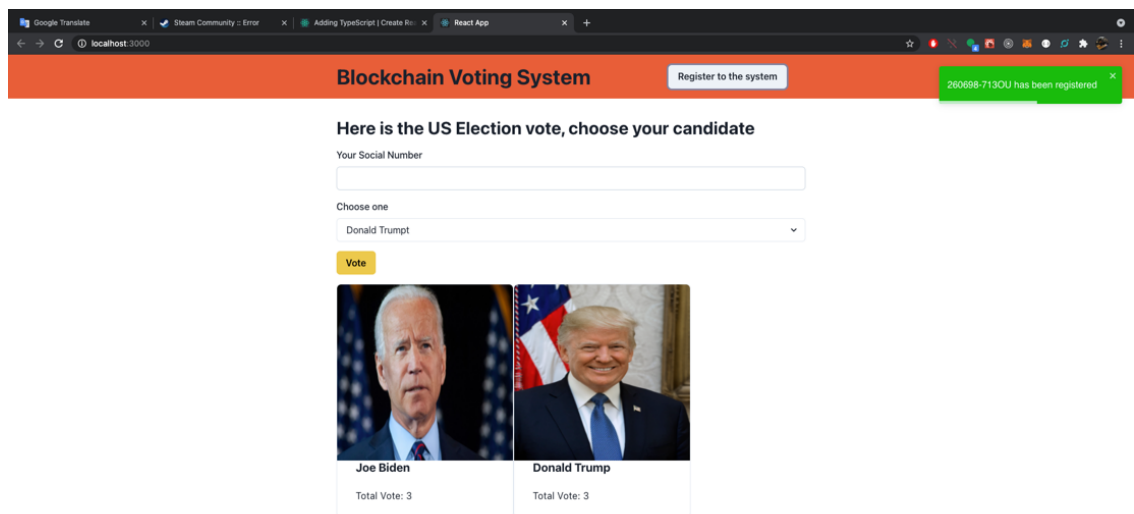 Google Translate
Steam Community :: Error
Adding TypeScript | Create Re
React App
localhost:3000
Blockchain Voting System
Register to the system
260698-713OU has been registered
Here is the US Election vote, choose your candidate
Your Social Number
Choose one
Donald Trumpt
Vote
Joe Biden
Donald Trump
Total Vote: 3
Total Vote: 3